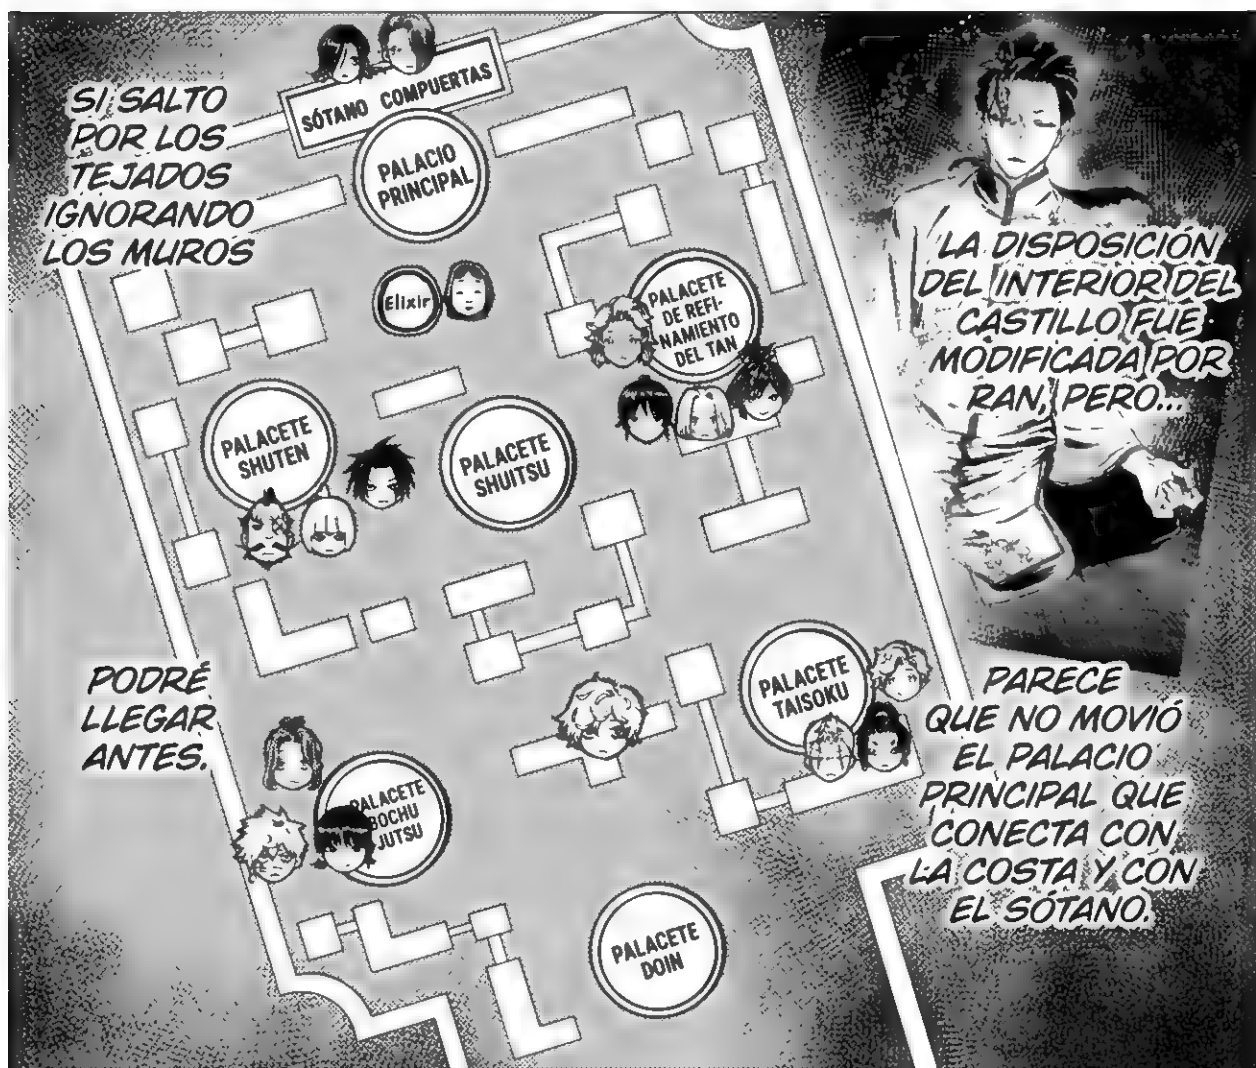 SI SALTO
POR LOS
TEJADOS
IGNORANDO
LOS MUROS
SÓTANO COMPUERTAS
PALACIO
PRINCIPAL
Elixir
PALACETE
DE REFI-
NAMIENTO
DEL TAN
LA DISPOSICIÓN
DEL INTERIOR DEL
CASTILLO FUE
MODIFICADA POR
RAN, PERO...
PALACETE
SHUTEN
PALACETE
SHUITSU
PODRÉ
LLEGAR
ANTES.
PALACETE
TAISOKU
PARECE
QUE NO MOVIÓ
EL PALACIO
PRINCIPAL QUE
CONECTA CON
LA COSTA Y CON
EL SÓTANO.
PALACETE
BOCHU
JUTSU
PALACETE
DOIN